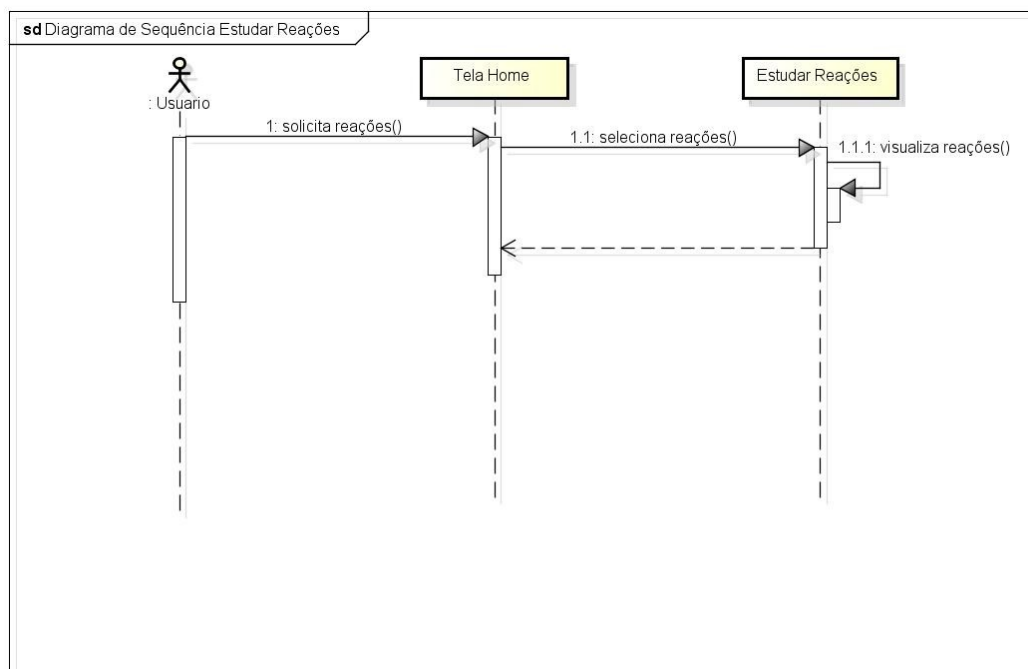 sd Diagrama de Sequência Estudar Reações
Tela Home
Estudar Reações
: Usuario
1: solicita reações()
1.1: seleciona reações()
1.1.1: visualiza reações()